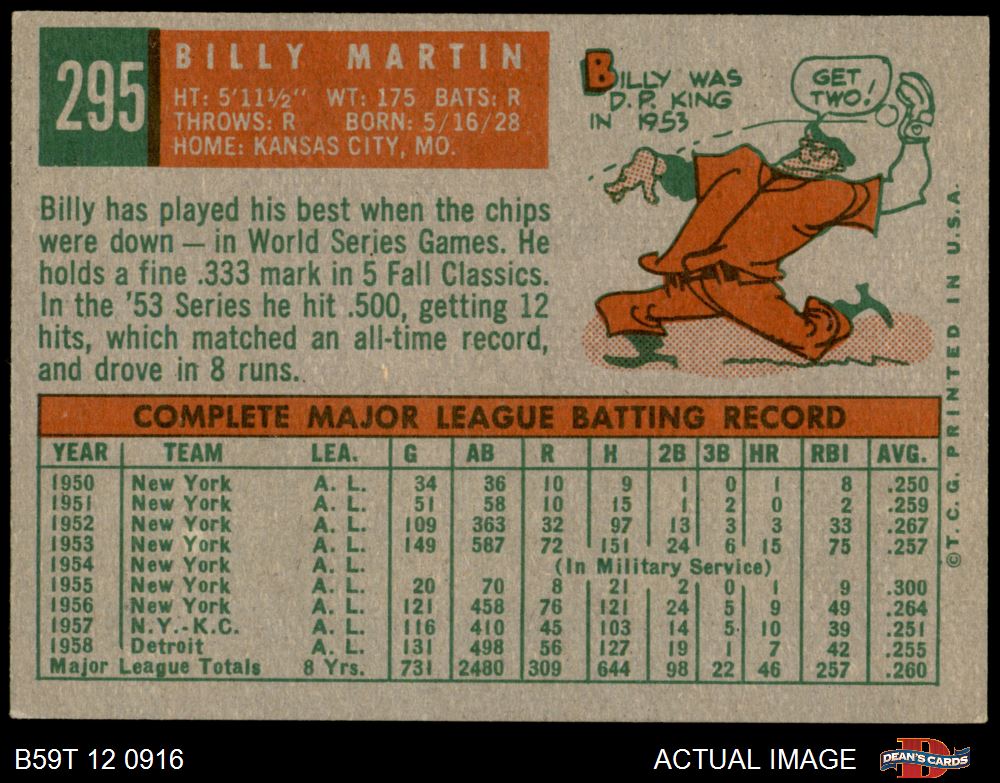 295
BILLY MARTIN
HT: 5'11½" WT: 175 BATS: R
THROWS: R BORN: 5/16/28
HOME: KANSAS CITY, MO.
BILLY WAS
D.P. KING
IN 1953
GET
TWO!
Billy has played his best when the chips
were down — in World Series Games. He
holds a fine .333 mark in 5 Fall Classics.
In the '53 Series he hit .500, getting 12
hits, which matched an all-time record,
and drove in 8 runs.
COMPLETE MAJOR LEAGUE BATTING RECORD
YEAR TEAM LEA. G AB R H 2B 3B HR RBI AVG.
1950 New York A. L. 34 36 10 9 1 0 1 8 .250
1951 New York A. L. 51 58 10 15 1 2 0 2 .259
1952 New York A. L. 109 363 32 97 13 3 3 33 .267
1953 New York A. L. 149 587 72 151 24 6 15 75 .257
1954 New York A. L. (In Military Service)
1955 New York A. L. 20 70 8 21 2 0 1 9 .300
1956 New York A. L. 121 458 76 121 24 5 9 49 .264
1957 N.Y.-K.C. A. L. 116 410 45 103 14 5 10 39 .251
1958 Detroit A. L. 131 498 56 127 19 1 7 42 .255
Major League Totals 8 Yrs. 731 2480 309 644 98 22 46 257 .260
©T.C.G. PRINTED IN U.S.A.
B59T 12 0916
ACTUAL IMAGE
DEAN'S CARDS